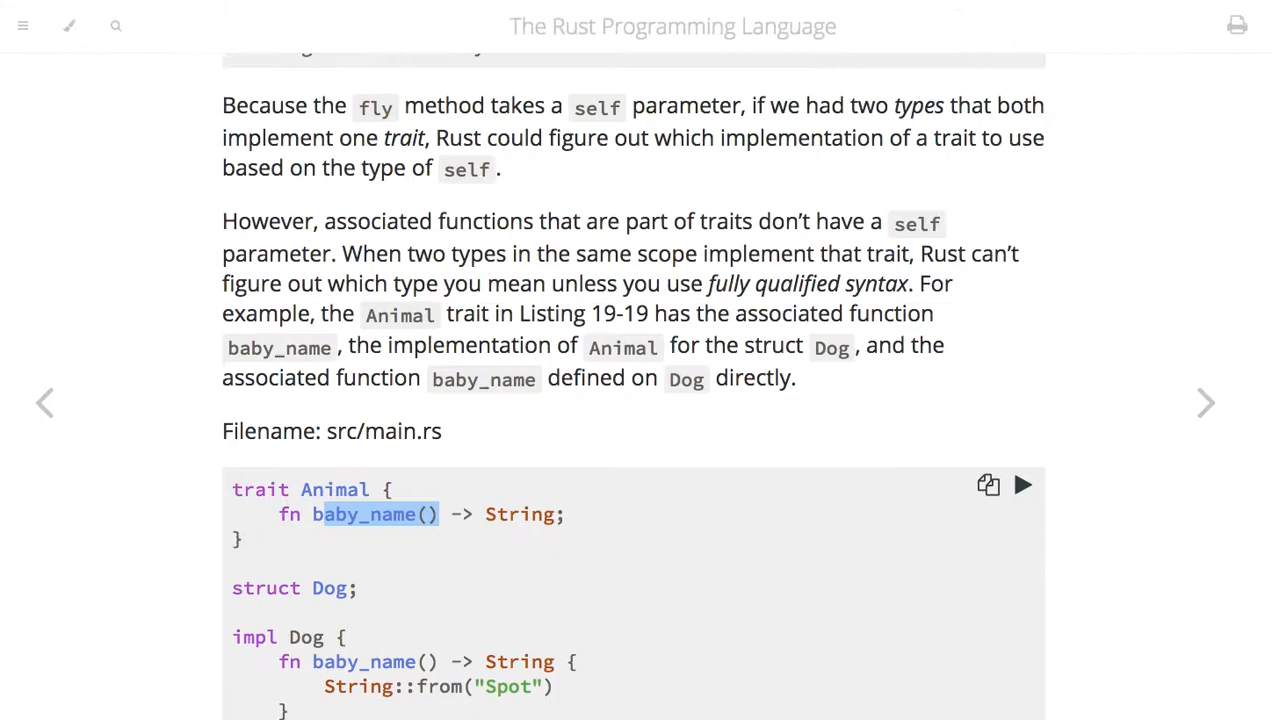 The Rust Programming Language
Because the fly method takes a self parameter, if we had two types that both
implement one trait, Rust could figure out which implementation of a trait to use
based on the type of self.
However, associated functions that are part of traits don’t have a self
parameter. When two types in the same scope implement that trait, Rust can’t
figure out which type you mean unless you use fully qualified syntax. For
example, the Animal trait in Listing 19-19 has the associated function
baby_name, the implementation of Animal for the struct Dog, and the
associated function baby_name defined on Dog directly.
Filename: src/main.rs
trait Animal {
    fn baby_name() -> String;
}
struct Dog;
impl Dog {
    fn baby_name() -> String {
        String::from("Spot")
    }